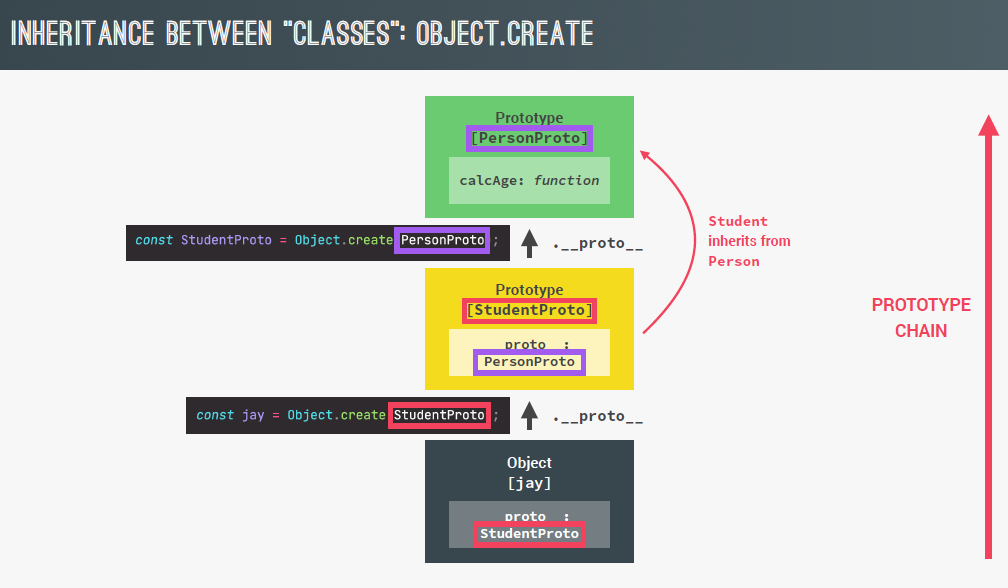 INHERITANCE BETWEEN "CLASSES": OBJECT.CREATE
Prototype
[PersonProto]
calcAge: function
const StudentProto = Object.create PersonProto ;
.__proto__
Student
inherits from
Person
Prototype
[StudentProto]
proto :
PersonProto
PROTOTYPE
CHAIN
const jay = Object.create StudentProto ;
.__proto__
Object
[jay]
proto :
StudentProto